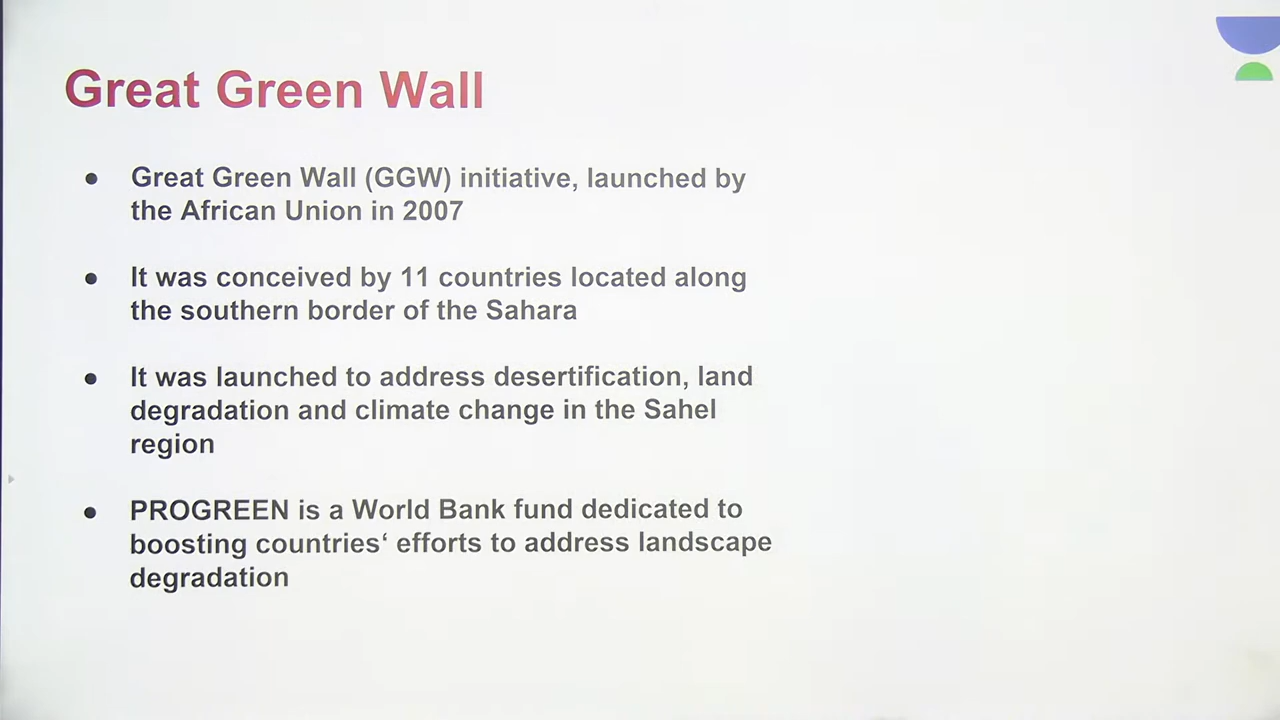 Great Green Wall
● Great Green Wall (GGW) initiative, launched by
the African Union in 2007
● It was conceived by 11 countries located along
the southern border of the Sahara
● It was launched to address desertification, land
degradation and climate change in the Sahel
region
● PROGREEN is a World Bank fund dedicated to
boosting countries‘ efforts to address landscape
degradation